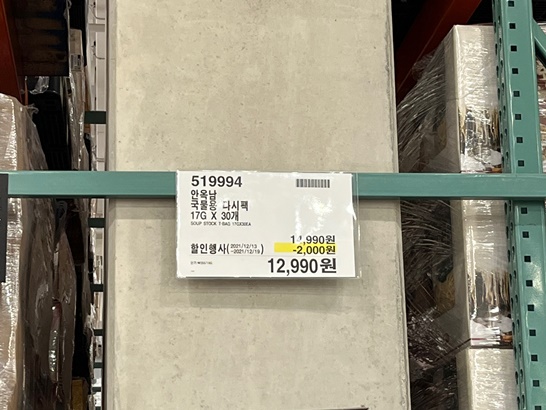 519994
안옥남
국물용 다시팩
17G X 30개
SOUP STOCK T-BAG 17GX30EA
14,990원
할인행사(2021/12/13 ~2021/12/19) -2,000원
12,990원